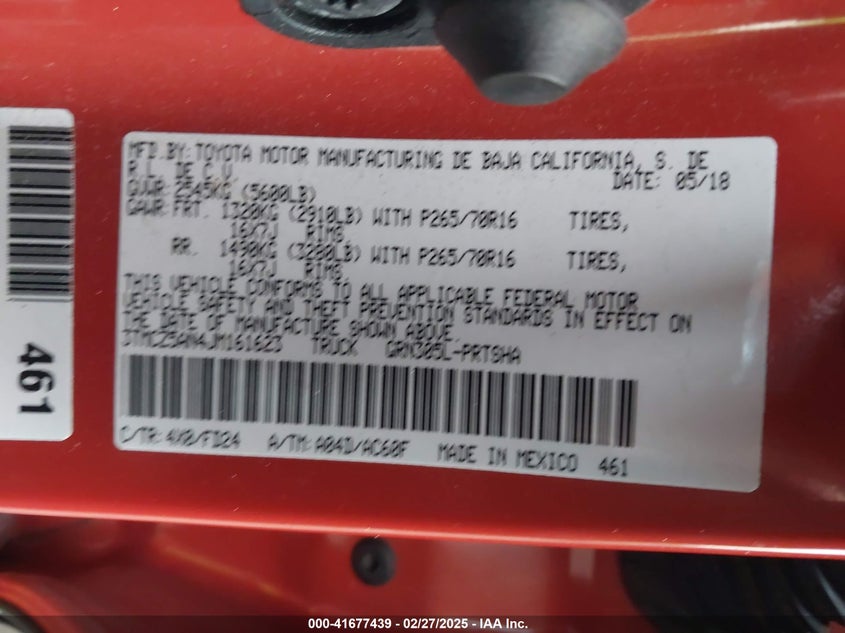 MFD.BY:TOYOTA MOTOR MANUFACTURING DE BAJA CALIFORNIA, S. DE
R.L. DE C.V.
DATE: 05/18
GVWR:2545KG (5600LB)
GAWR:FRT. 1320KG (2910LB) WITH P265/70R16 TIRES,
16X7J RIMS
RR. 1490KG (3280LB) WITH P265/70R16 TIRES,
16X7J RIMS
THIS VEHICLE CONFORMS TO ALL APPLICABLE FEDERAL MOTOR
VEHICLE SAFETY AND THEFT PREVENTION STANDARDS IN EFFECT ON
THE DATE OF MANUFACTURE SHOWN ABOVE.
3TMCZ5AN4JM161623 TRUCK GRN305L-PRTSHA
C/TR:4X0/FD24 A/TM:A04D/AC60F MADE IN MEXICO 461
461
000-41677439 - 02/27/2025 - IAA Inc.